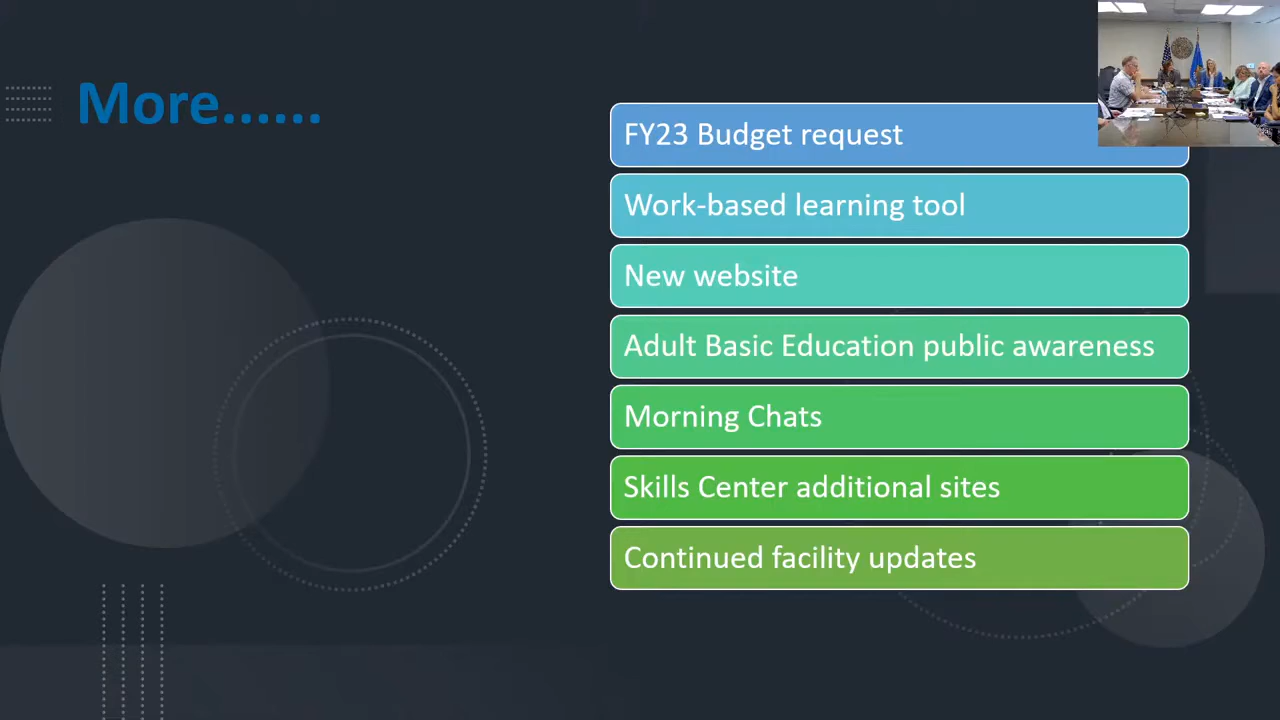 More......
FY23 Budget request
Work-based learning tool
New website
Adult Basic Education public awareness
Morning Chats
Skills Center additional sites
Continued facility updates